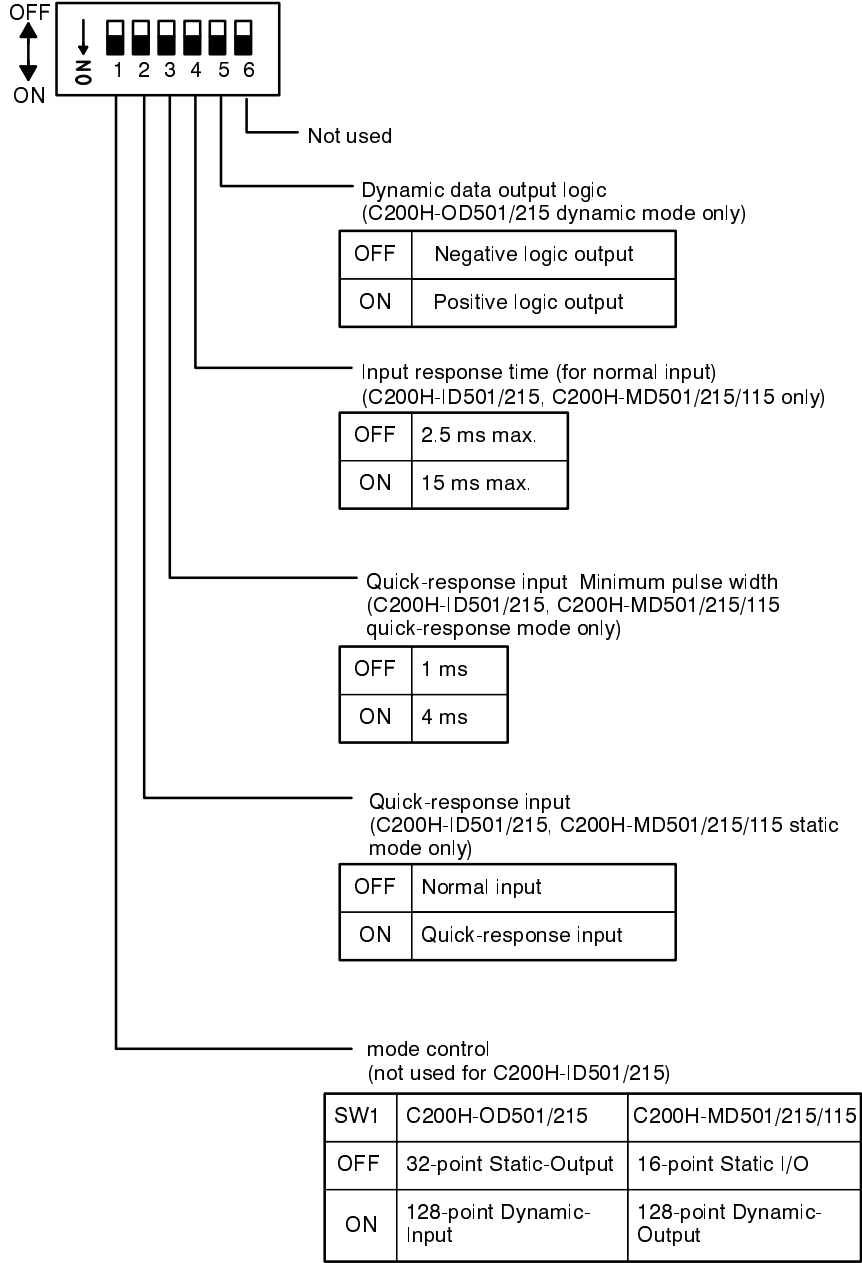 OFF
ON
ON
1 2 3 4 5 6
Not used
Dynamic data output logic
(C200H-OD501/215 dynamic mode only)
OFF Negative logic output
ON Positive logic output
Input response time (for normal input)
(C200H-ID501/215, C200H-MD501/215/115 only)
OFF 2.5 ms max.
ON 15 ms max.
Quick-response input Minimum pulse width
(C200H-ID501/215, C200H-MD501/215/115
quick-response mode only)
OFF 1 ms
ON 4 ms
Quick-response input
(C200H-ID501/215, C200H-MD501/215/115 static
mode only)
OFF Normal input
ON Quick-response input
mode control
(not used for C200H-ID501/215)
SW1 C200H-OD501/215 C200H-MD501/215/115
OFF 32-point Static-Output 16-point Static I/O
ON 128-point Dynamic- 128-point Dynamic-
Input Output